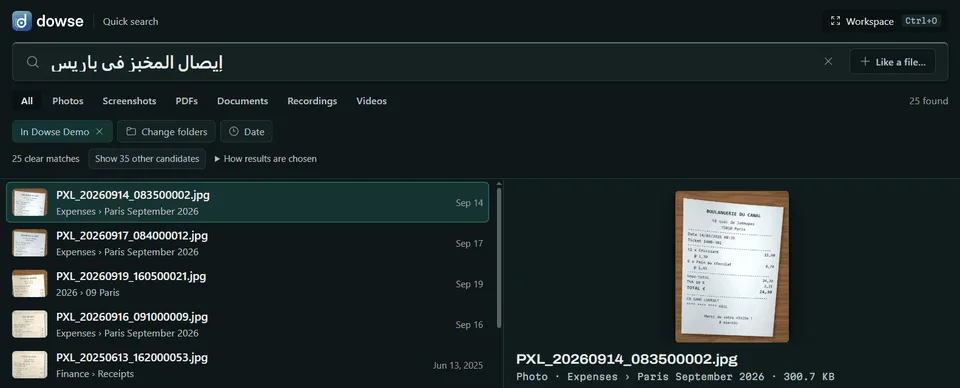 dowse
Quick search
Workspace
Ctrl+O
إيصال المخبز في باريس
Like a file...
All
Photos
Screenshots
PDFs
Documents
Recordings
Videos
25 found
In Dowse Demo
Change folders
Date
25 clear matches
Show 35 other candidates
How results are chosen
PXL_20260914_083500002.jpg
Expenses › Paris September 2026
Sep 14
PXL_20260917_084000012.jpg
Expenses › Paris September 2026
Sep 17
PXL_20260919_160500021.jpg
2026 › 09 Paris
Sep 19
PXL_20260916_091000009.jpg
Expenses › Paris September 2026
Sep 16
PXL_20250613_162000053.jpg
Finance › Receipts
Jun 13, 2025
BOULANGERIE DU CANAL
75010 Paris
TOTAL €
PXL_20260914_083500002.jpg
Photo · Expenses › Paris September 2026 · 300.7 KB